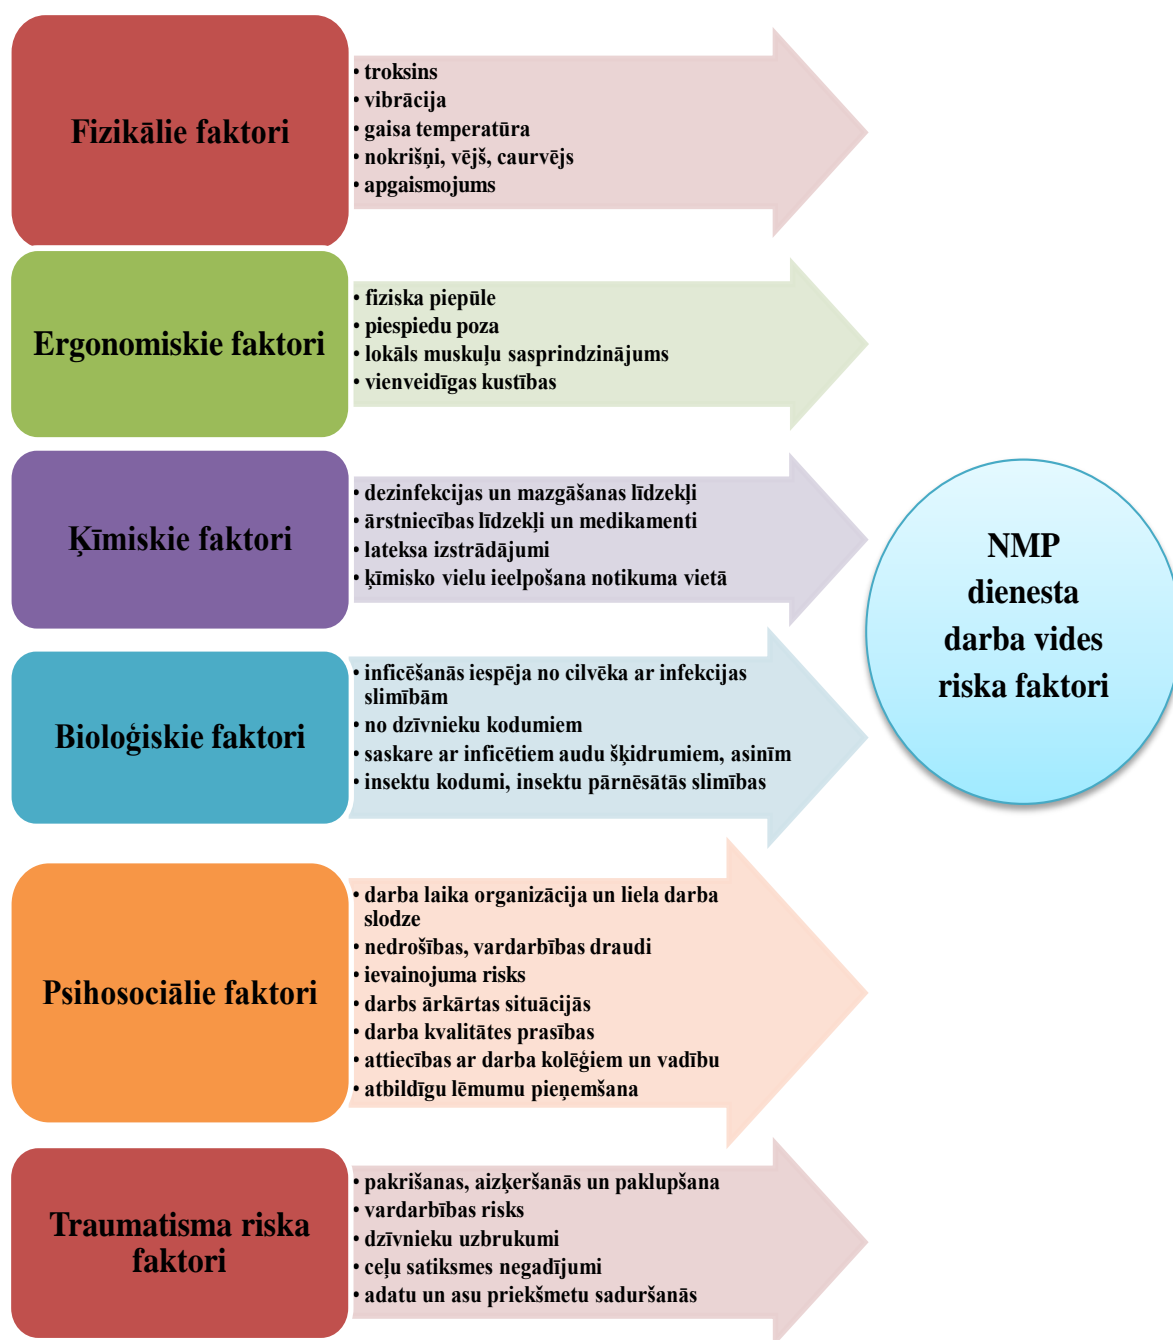 Fizikālie faktori
• troksins
• vibrācija
• gaisa temperatūra
• nokrišņi, vējš, caurvējs
• apgaismojums
Ergonomiskie faktori
• fiziska piepūle
• piespiedu poza
• lokāls muskuļu sasprindzinājums
• vienveidīgas kustības
Ķīmiskie faktori
• dezinfekcijas un mazgāšanas līdzekļi
• ārstniecības līdzekļi un medikamenti
• lateksa izstrādājumi
• ķīmisko vielu ieelpošana notikuma vietā
Bioloģiskie faktori
• inficēšanās iespēja no cilvēka ar infekcijas
slimībām
• no dzīvnieku kodumiem
• saskare ar inficētiem audu šķidrumiem, asinīm
• insektu kodumi, insektu pārnēsātās slimības
Psihosociālie faktori
• darba laika organizācija un liela darba
slodze
• nedrošības, vardarbības draudi
• ievainojuma risks
• darbs ārkārtas situācijās
• darba kvalitātes prasības
• attiecības ar darba kolēģiem un vadību
• atbildīgu lēmumu pieņemšana
Traumatisma riska
faktori
• pakrišanas, aizķeršanās un paklupšana
• vardarbības risks
• dzīvnieku uzbrukumi
• ceļu satiksmes negadījumi
• adatu un asu priekšmetu saduršanās
NMP
dienesta
darba vides
riska faktori